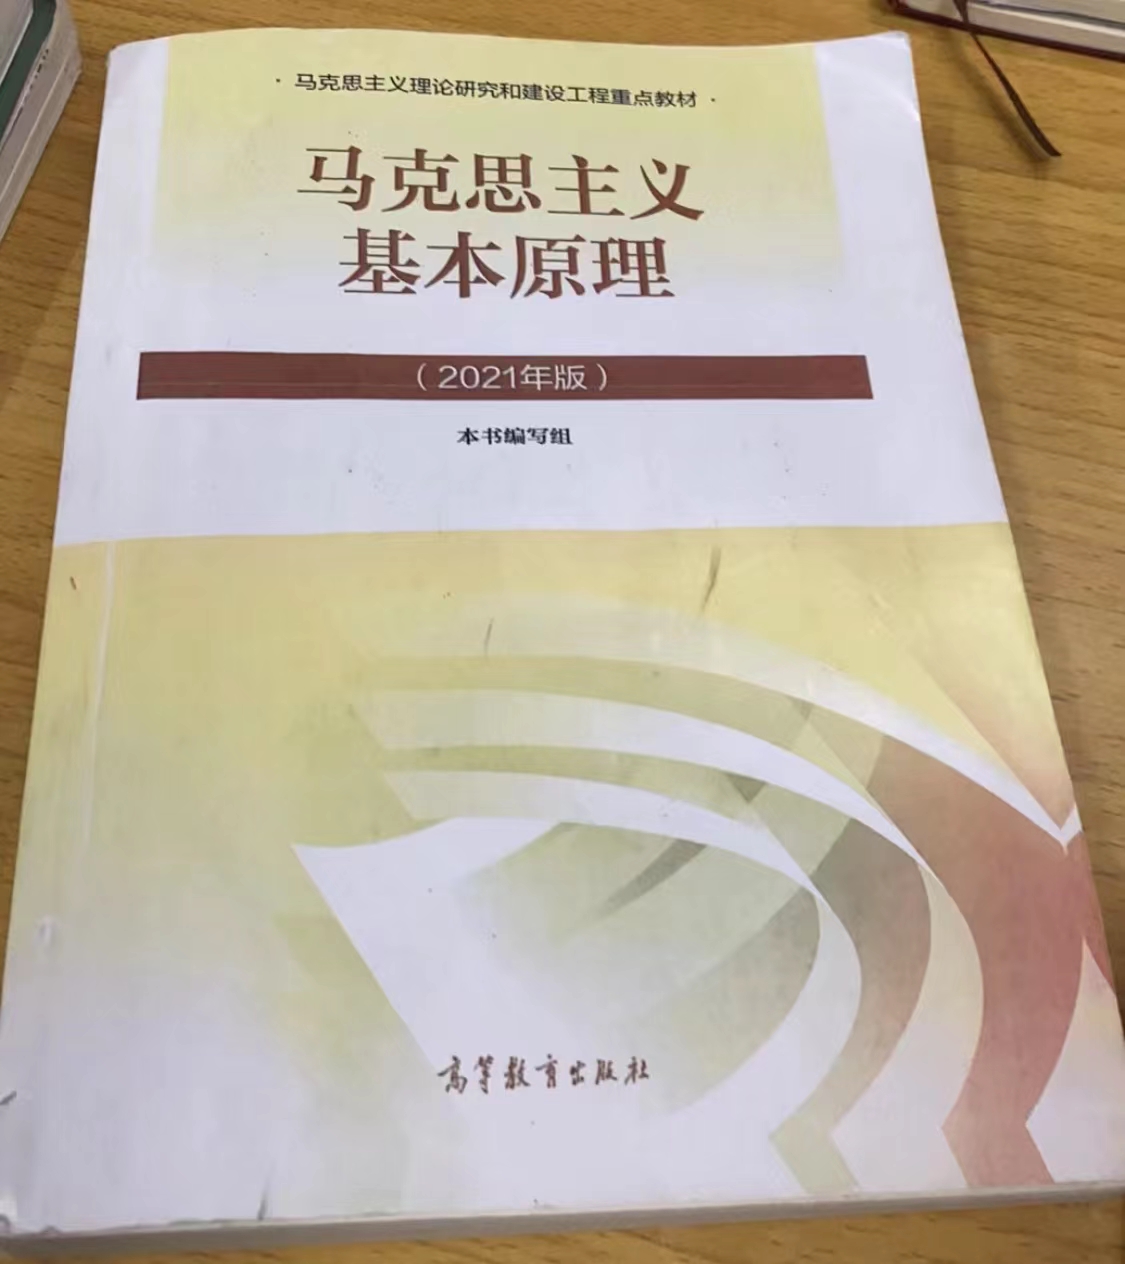 · 马克思主义理论研究和建设工程重点教材 ·
马克思主义
基本原理
（2021年版）
本书编写组
高等教育出版社